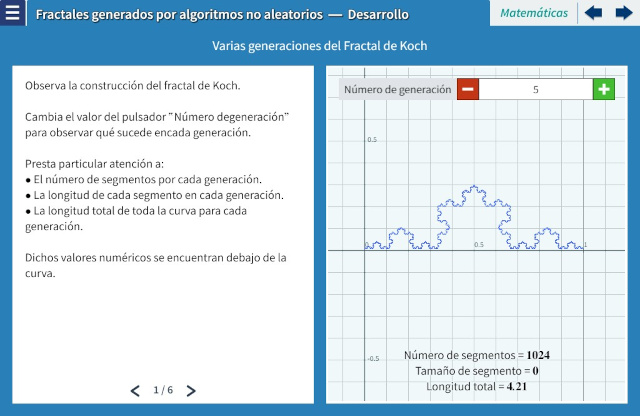 Fractales generados por algoritmos no aleatorios — Desarrollo
Matemáticas
Varias generaciones del Fractal de Koch
Observa la construcción del fractal de Koch.
Cambia el valor del pulsador "Número degeneración"
para observar qué sucede encada generación.
Presta particular atención a:
• El número de segmentos por cada generación.
• La longitud de cada segmento en cada generación.
• La longitud total de toda la curva para cada
generación.
Dichos valores numéricos se encuentran debajo de la
curva.
1 / 6
Número de generación
5
0.5
0
0.5
1
-0.5
Número de segmentos = 1024
Tamaño de segmento = 0
Longitud total = 4.21